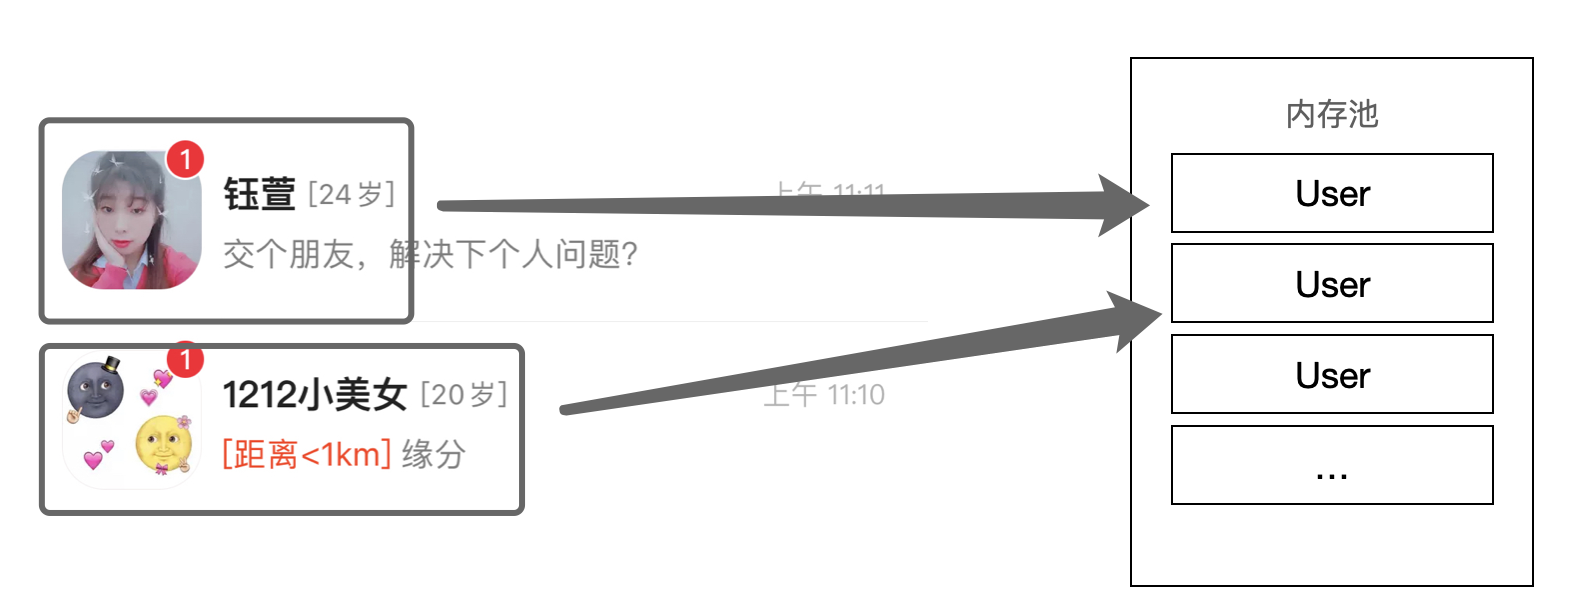 内存池
1
钰萱 [24岁]
上午 11:11
交个朋友，解决下个人问题?
User
User
1
1212小美女 [20岁]
上午 11:10
[距离<1km] 缘分
User
...